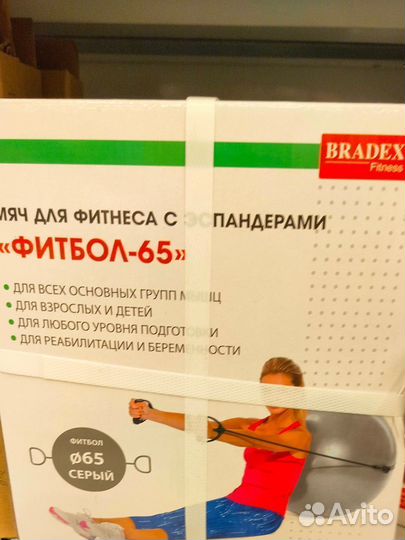 BRADEX
Fitness
МЯЧ ДЛЯ ФИТНЕСА С ЭСПАНДЕРАМИ
«ФИТБОЛ-65»
• ДЛЯ ВСЕХ ОСНОВНЫХ ГРУПП МЫШЦ
• ДЛЯ ВЗРОСЛЫХ И ДЕТЕЙ
• ДЛЯ ЛЮБОГО УРОВНЯ ПОДГОТОВКИ
• ДЛЯ РЕАБИЛИТАЦИИ И БЕРЕМЕННОСТИ
ФИТБОЛ
Ø65
СЕРЫЙ
Avito